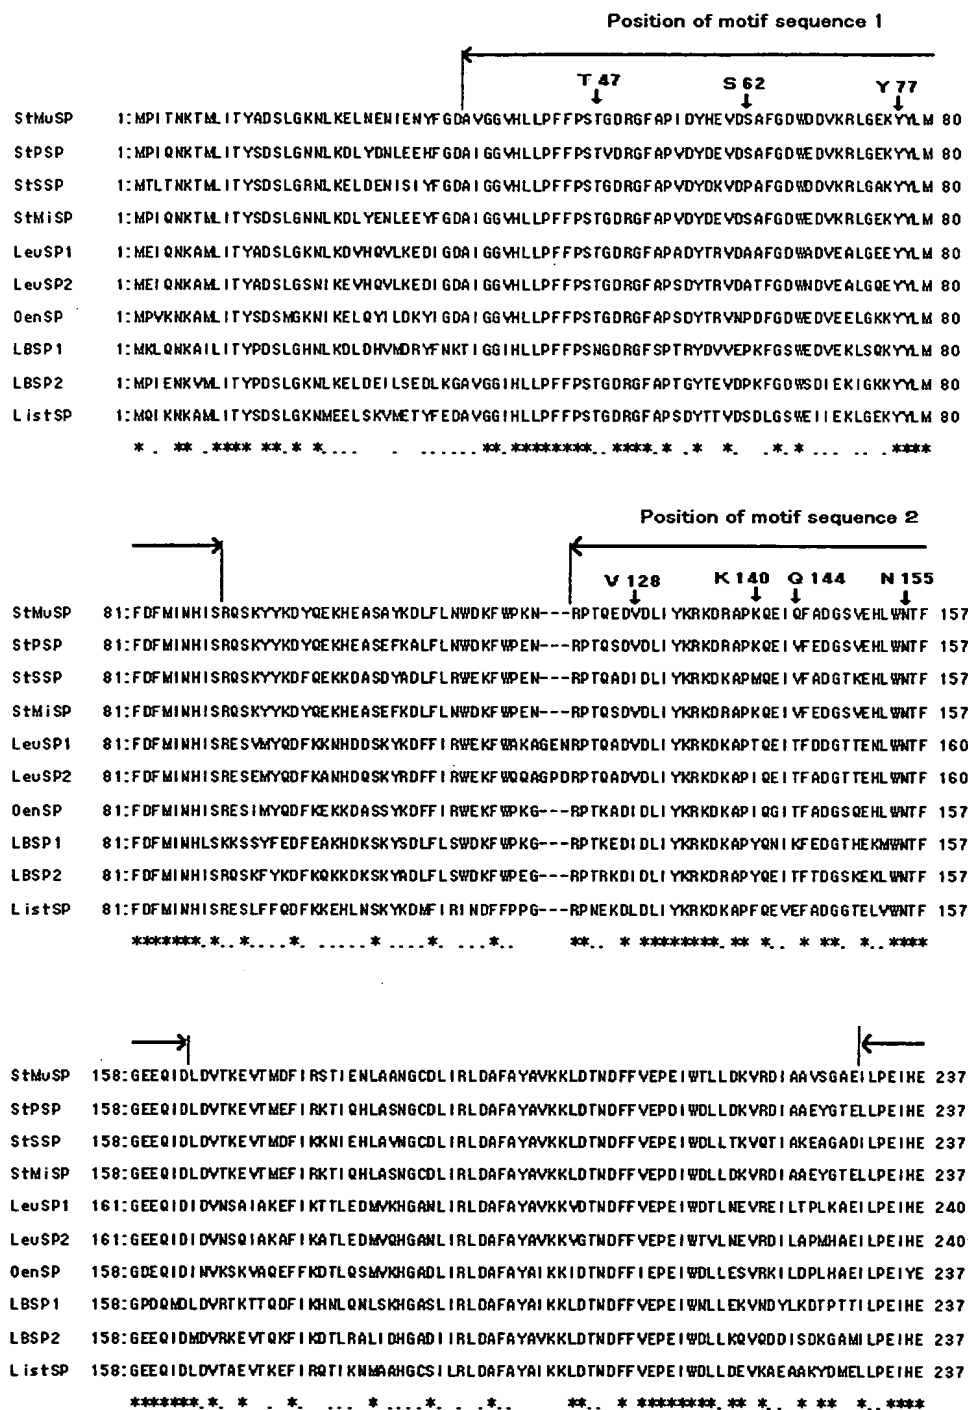 Position of motif sequence 1
T 47 S 62 Y 77
StMuSP 1:MPITNKTMLITYADSLGKNLKELNENIENYFGDAVGGVHLLPFFPSTGDRGFAPIDYHEVDSAFGDWDDVKRLGEKYYLM 80
StPSP 1:MPIQNKTMLITYSDSLGNNLKDLYDNLEEHFGDAIGGVHLLPFFPSTVDRGFAPVDYDEVDSAFGDWEDVKRLGEKYYLM 80
StSSP 1:MTLTNKTMLITYSDSLGRNLKELDENISIYFGDAIGGVHLLPFFPSTGDRGFAPVDYDKVDPAFGDWDDVKRLGAKYYLM 80
StMiSP 1:MPIQNKTMLITYSDSLGNNLKDLYENLEEYFGDAIGGVHLLPFFPSTGDRGFAPVDYDEVDSAFGDWEDVKRLGEKYYLM 80
LeuSP1 1:MEIQNKAMLITYADSLGKNLKDVHQVLKEDIGDAIGGVHLLPFFPSTGDRGFAPADYTRVDAAFGDWADVEALGEEYYLM 80
LeuSP2 1:MEIQNKAMLITYADSLGSNIKEVHQVLKEDIGDAIGGVHLLPFFPSTGDRGFAPSDYTRVDATFGDWNDVEALGQEYYLM 80
OenSP 1:MPVKNKAMLITYSDSMGKNIKELQYILDKYIGDAIGGVHLLPFFPSTGDRGFAPSDYTRVNPDFGDWEDVEELGKKYYLM 80
LBSP1 1:MKLQNKAILITYPDSLGHNLKDLDHVMDRYFNKTIGGIHLLPFFPSNGDRGFSPTRYDVVEPKFGSWEDVEKLSQKYYLM 80
LBSP2 1:MPIENKVMLITYPDSLGKNLKELDEILSEDLKGAVGGIHLLPFFPSTGDRGFAPTGYTEVDPKFGDWSDIEKIGKKYYLM 80
ListSP 1:MQIKNKAMLITYSDSLGKNMEELSKVMETYFEDAVGGIHLLPFFPSTGDRGFAPSDYTTVDSDLGSWEIIEKLGEKYYLM 80
* . ** .**** **.* *.... . ......**.**********.. .****.* .* *. .*.* ... .. .****
Position of motif sequence 2
V 128 K 140 Q 144 N 155
StMuSP 81:FDFMINHISRQSKYYKDYQEKHEASAYKDLFLNWDKFWPKN---RPTQEDVDLIYKRKDRAPKQEIQFADGSVEHLWNTF 157
StPSP 81:FDFMINHISRQSKYYKDYQEKHEASEFKALFLNWDKFWPEN---RPTQSDVDLIYKRKDRAPKQEIVFEDGSVEHLWNTF 157
StSSP 81:FDFMINHISRQSKYYKDFQEKKDASDYADLFLRWEKFWPEN---RPTQADIDLIYKRKDKAPMQEIVFADGTKEHLWNTF 157
StMiSP 81:FDFMINHISRQSKYYKDYQEKHEASEFKDLFLNWDKFWPEN---RPTQSDVDLIYKRKDRAPKQEIVFEDGSVEHLWNTF 157
LeuSP1 81:FDFMINHISRESVMYQDFKKNHDDSKYKDFFIRWEKFWAKAGENRPTQADVDLIYKRKDKAPTQEITFDDGTTENLWNTF 160
LeuSP2 81:FDFMINHISRESEMYQDFKANHDQSKYRDFFIRWEKFWQQAGPDRPTQADVDLIYKRKDKAPIQEITFADGTTEHLWNTF 160
OenSP 81:FDFMINHISRESIMYQDFKEKKDASSYKDFFIRWEKFWPKG---RPTKADIDLIYKRKDKAPIQGITFADGSQEHLWNTF 157
LBSP1 81:FDFMINHLSKKSSYFEDFEAKHDKSKYSDLFLSWDKFWPKG---RPTKEDIDLIYKRKDKAPYQNIKFEDGTHEKMWNTF 157
LBSP2 81:FDFMINHISRQSKFYKDFKQKKDKSKYADLFLSWDKFWPEG---RPTRKDIDLIYKRKDRAPYQEITFTDGSKEKLWNTF 157
ListSP 81:FDFMINHISRESLFFQDFKKEHLNSKYKDMFIRINDFFPPG---RPNEKDLDLIYKRKDKAPFQEVEFADGGTELVWNTF 157
*******.*..*....*. ....* .... *. ...*.. **.. * ********.** *.. * **. *..****
StMuSP 158:GEEQIDLDVTKEVTMDFIRSTIENLAANGCDLIRLDAFAYAVKKLDTNDFFVEPEIWTLLDKVRDIAAVSGAEILPEIHE 237
StPSP 158:GEEQIDLDVTKEVTMEFIRKTIQHLASNGCDLIRLDAFAYAVKKLDTNDFFVEPDIWDLLDKVRDIAAEYGTELLPEIHE 237
StSSP 158:GEEQIDLDVTKEVTMDFIKKNIEHLAVNGCDLIRLDAFAYAVKKLDTNDFFVEPEIWDLLTKVQTIAKEAGADILPEIHE 237
StMiSP 158:GEEQIDLDVTKEVTMEFIRKTIQHLASNGCDLIRLDAFAYAVKKLDTNDFFVEPDIWDLLDKVRDIAAEYGTELLPEIHE 237
LeuSP1 161:GEEQIDIDVNSAIAKEFIKTTLEDMVKHGANLIRLDAFAYAVKKVDTNDFFVEPEIWDTLNEVREILTPLKAEILPEIHE 240
LeuSP2 161:GEEQIDIDVNSQIAKAFIKATLEDMVQHGANLIRLDAFAYAVKKVGTNDFFVEPEIWTVLNEVRDILAPMHAEILPEIHE 240
OenSP 158:GDEQIDINVKSKVAQEFFKDTLQSMVKHGADLIRLDAFAYAIKKIDTNDFFIEPEIWDLLESVRKILDPLHAEILPEIYE 237
LBSP1 158:GPDQMDLDVRTKTTQDFIKHNLQNLSKHGASLIRLDAFAYAIKKLDTNDFFVEPEIWNLLEKVNDYLKDTPTTILPEIHE 237
LBSP2 158:GEEQIDMDVRKEVTQKFIKDTLRALIDHGADIIRLDAFAYAIKKLDTNDFFVEPEIWDLLKQVQDDISDKGAMILPEIHE 237
ListSP 158:GEEQIDLDVTAEVTKEFIRQTIKNMAAHGCSILRLDAFAYAIKKLDTNDFFVEPEIWDLLDEVKAEAAKYDMELLPEIHE 237
*******.*. * . *. ... *....*. .*.. **.. * ********.** *.. * .*. *..****